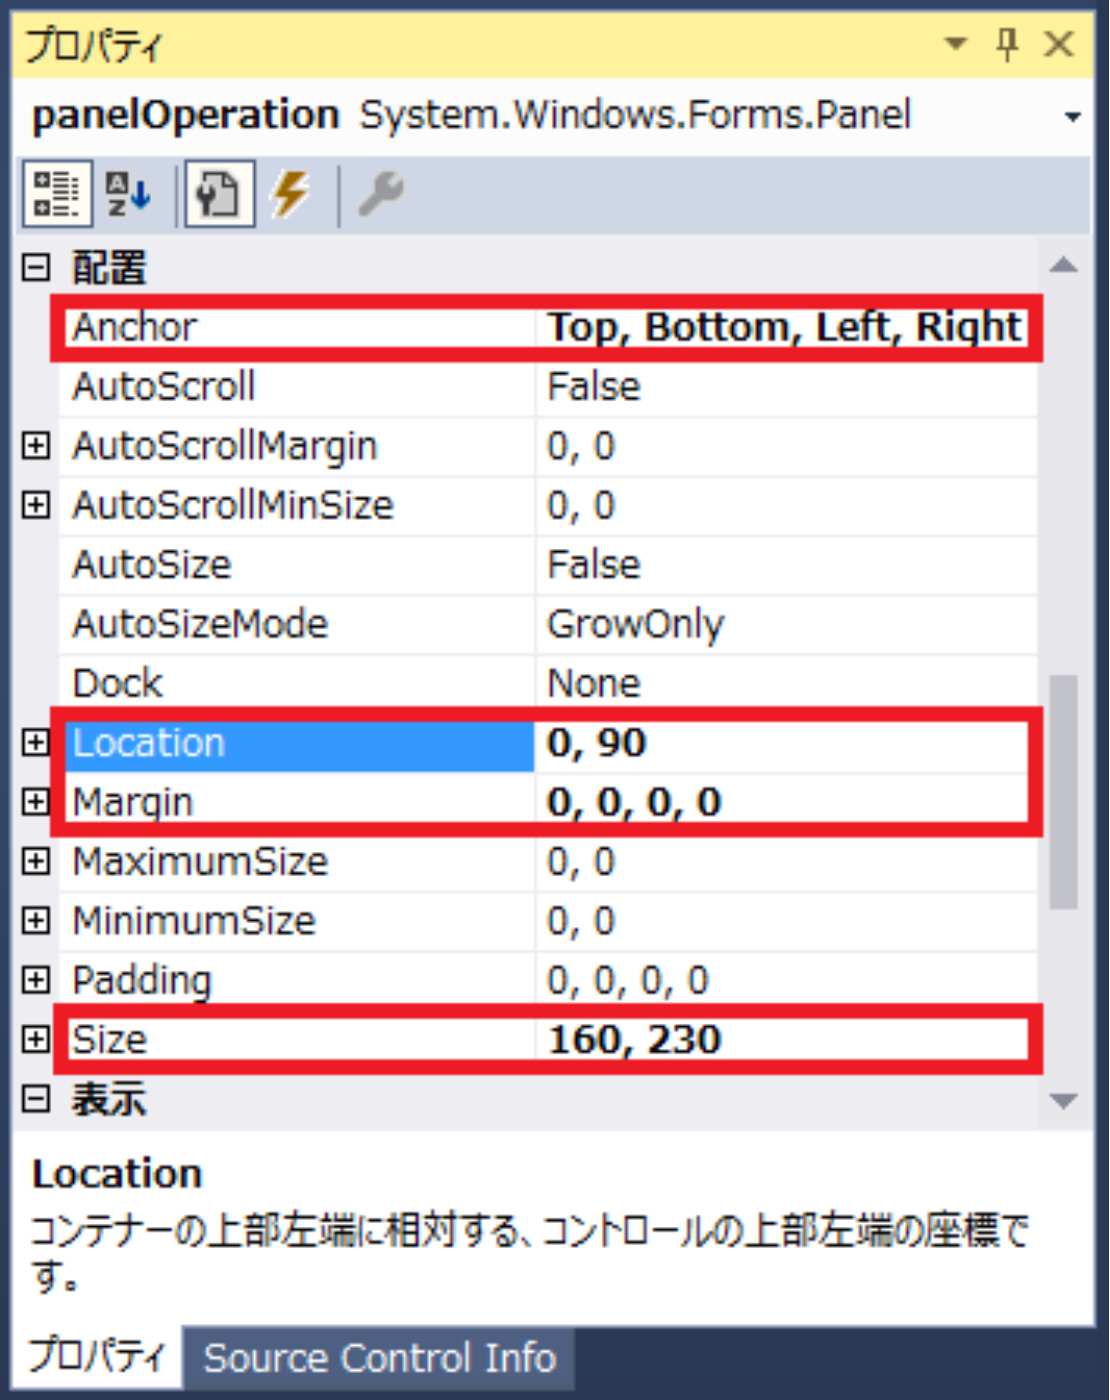 プロパティ
panelOperation System.Windows.Forms.Panel
配置
Anchor Top, Bottom, Left, Right
AutoScroll False
AutoScrollMargin 0, 0
AutoScrollMinSize 0, 0
AutoSize False
AutoSizeMode GrowOnly
Dock None
Location 0, 90
Margin 0, 0, 0, 0
MaximumSize 0, 0
MinimumSize 0, 0
Padding 0, 0, 0, 0
Size 160, 230
表示
Location
コンテナーの上部左端に相対する、コントロールの上部左端の座標で
す。
プロパティ Source Control Info